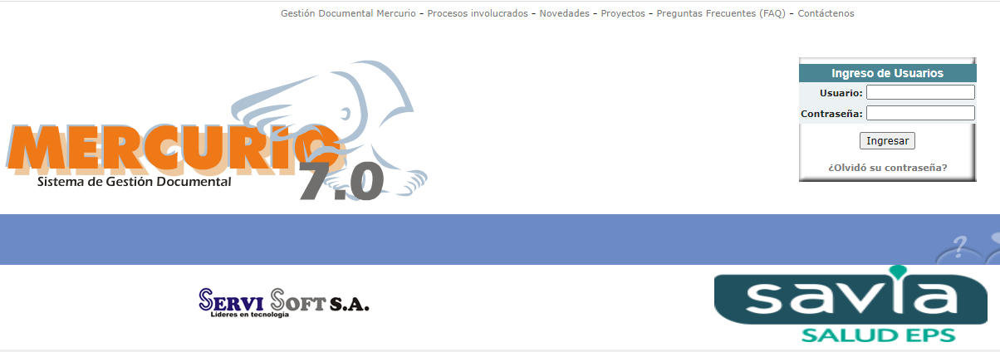 Gestión Documental Mercurio - Procesos involucrados - Novedades - Proyectos - Preguntas Frecuentes (FAQ) - Contáctenos
Ingreso de Usuarios
Usuario:
Contraseña:
Ingresar
¿Olvidó su contraseña?
MERCURIO
Sistema de Gestión Documental
7.0
?
SERVI SOFT S.A.
Lideres en tecnología
savia
SALUD EPS